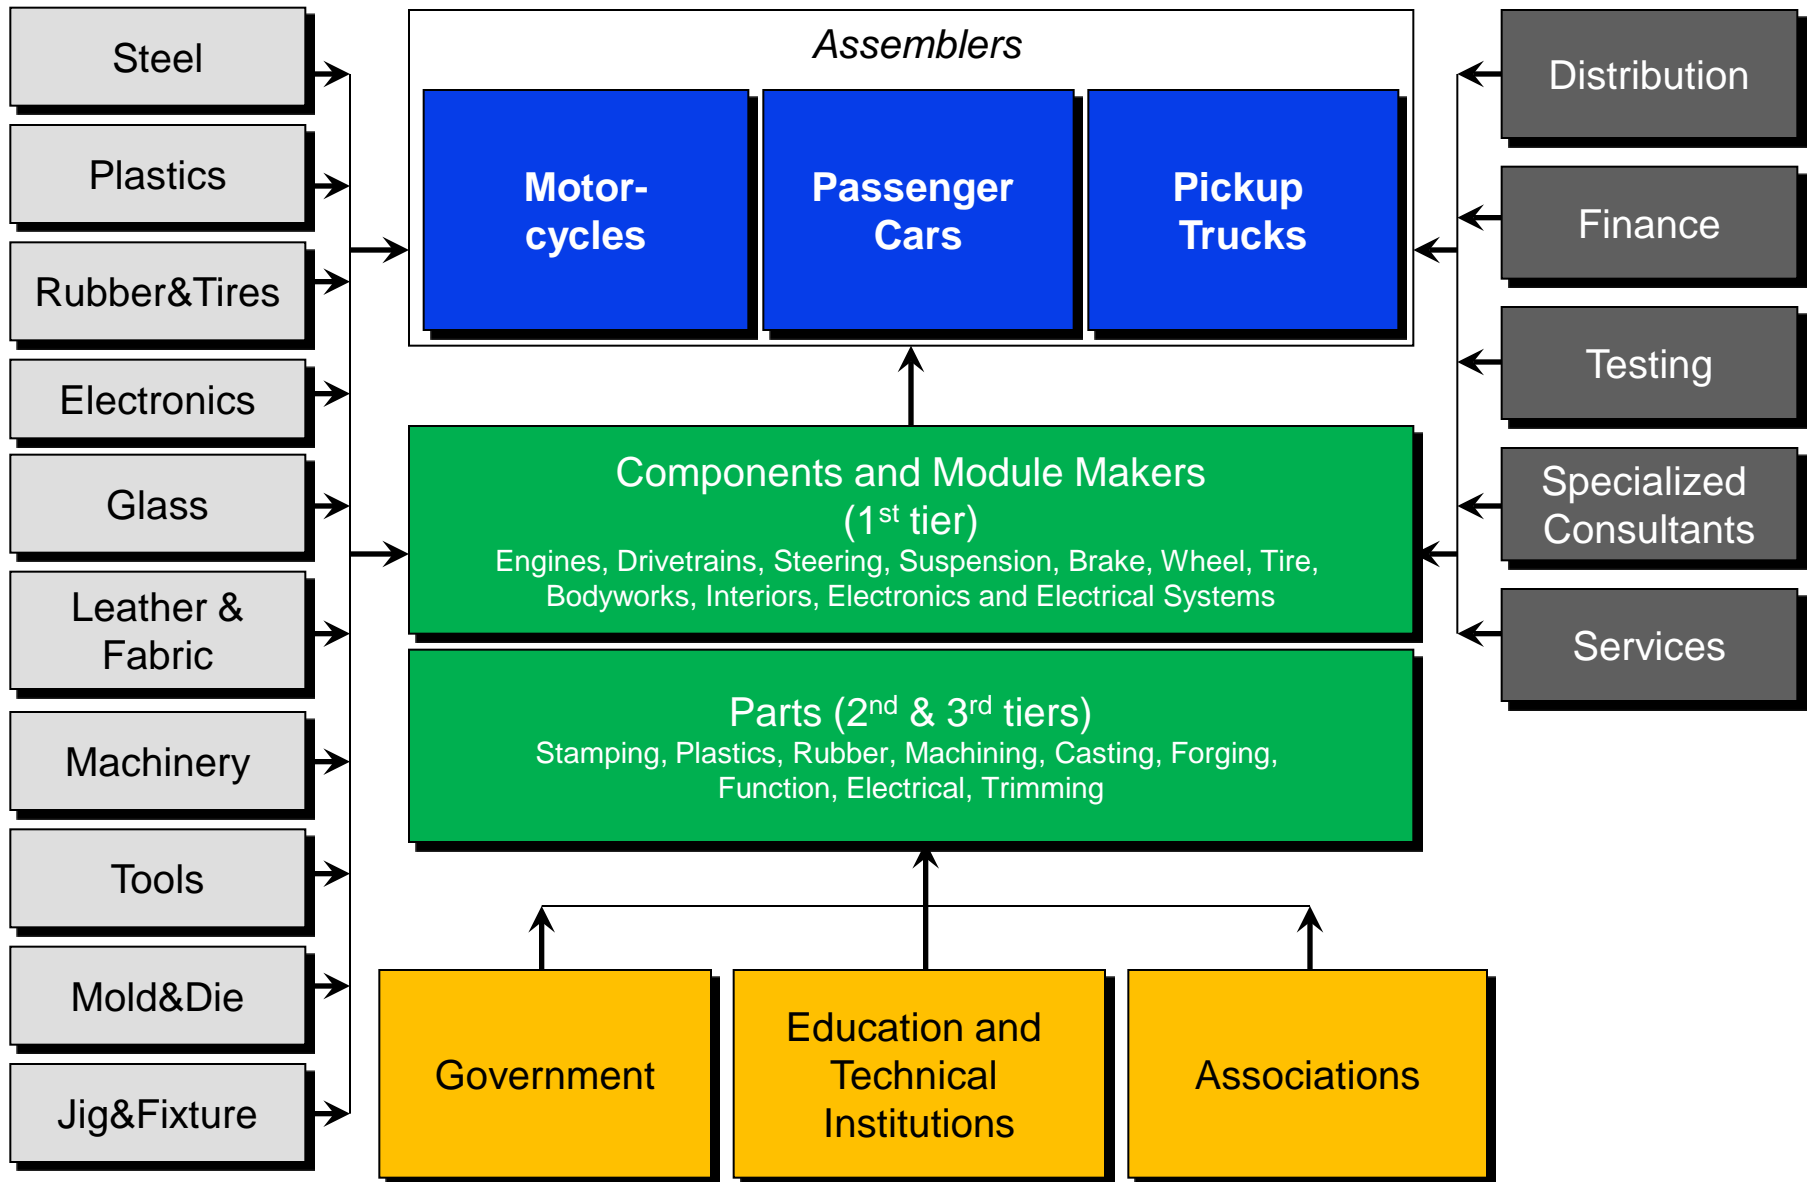 Steel
Plastics
Rubber&Tires
Electronics
Glass
Leather &
Fabric
Machinery
Tools
Mold&Die
Jig&Fixture
Assemblers
Motor-
cycles
Passenger
Cars
Pickup
Trucks
Components and Module Makers
(1st tier)
Engines, Drivetrains, Steering, Suspension, Brake, Wheel, Tire,
Bodyworks, Interiors, Electronics and Electrical Systems
Parts (2nd & 3rd tiers)
Stamping, Plastics, Rubber, Machining, Casting, Forging,
Function, Electrical, Trimming
Government
Education and
Technical
Institutions
Associations
Distribution
Finance
Testing
Specialized
Consultants
Services